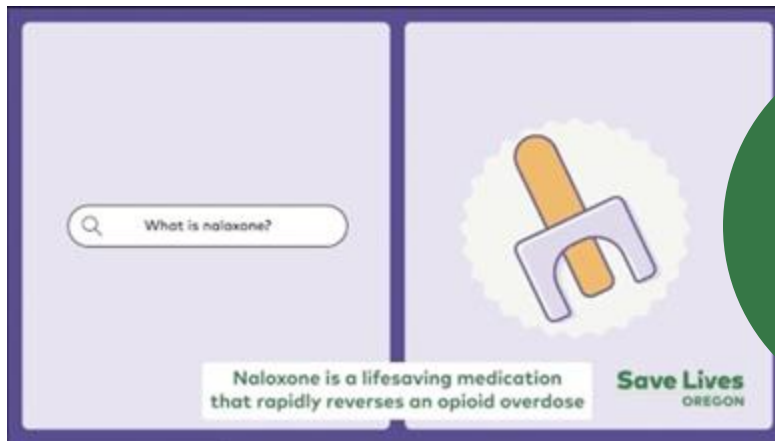 What is naloxone?
Naloxone is a lifesaving medication
that rapidly reverses an opioid overdose
Save Lives
OREGON